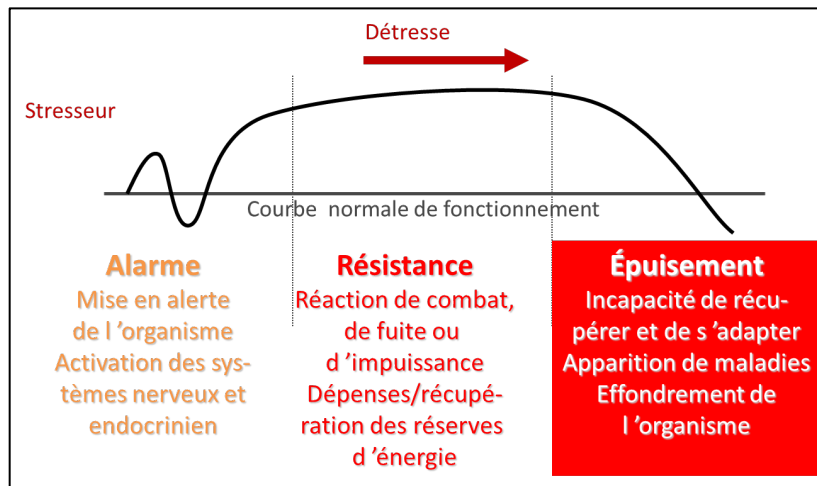 Détresse
Stresseur
Courbe normale de fonctionnement
Alarme
Mise en alerte
de l ’organisme
Activation des sys-
tèmes nerveux et
endocrinien
Résistance
Réaction de combat,
de fuite ou
d ’impuissance
Dépenses/récupé-
ration des réserves
d ’énergie
Épuisement
Incapacité de récu-
pérer et de s ’adapter
Apparition de maladies
Effondrement de
l ’organisme